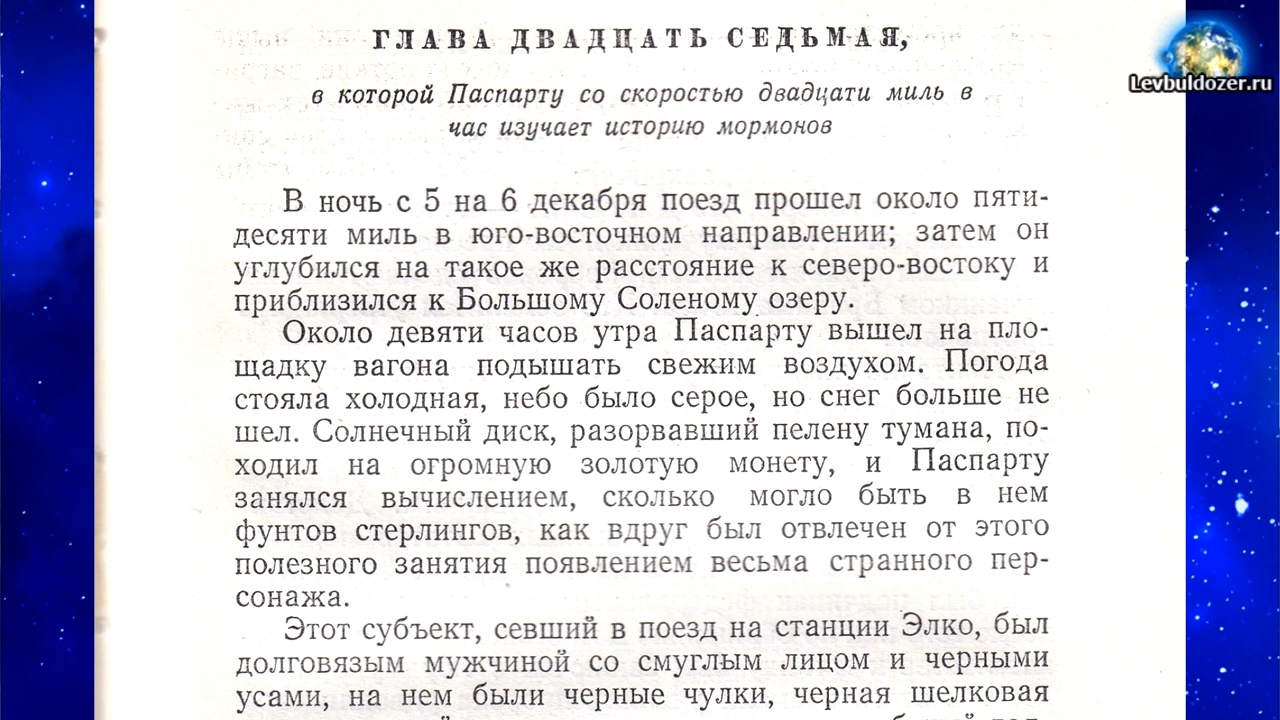 ГЛАВА ДВАДЦАТЬ СЕДЬМАЯ,
Levbuldozer.ru
в которой Паспарту со скоростью двадцати миль в
час изучает историю мормонов
В ночь с 5 на 6 декабря поезд прошел около пяти-
десяти миль в юго-восточном направлении; затем он
углубился на такое же расстояние к северо-востоку и
приблизился к Большому Соленому озеру.
Около девяти часов утра Паспарту вышел на пло-
щадку вагона подышать свежим воздухом. Погода
стояла холодная, небо было серое, но снег больше не
шел. Солнечный диск, разорвавший пелену тумана, по-
ходил на огромную золотую монету, и Паспарту
занялся вычислением, сколько могло быть в нем
фунтов стерлингов, как вдруг был отвлечен от этого
полезного занятия появлением весьма странного пер-
сонажа.
Этот субъект, севший в поезд на станции Элко, был
долговязым мужчиной со смуглым лицом и черными
усами, на нем были черные чулки, черная шелковая